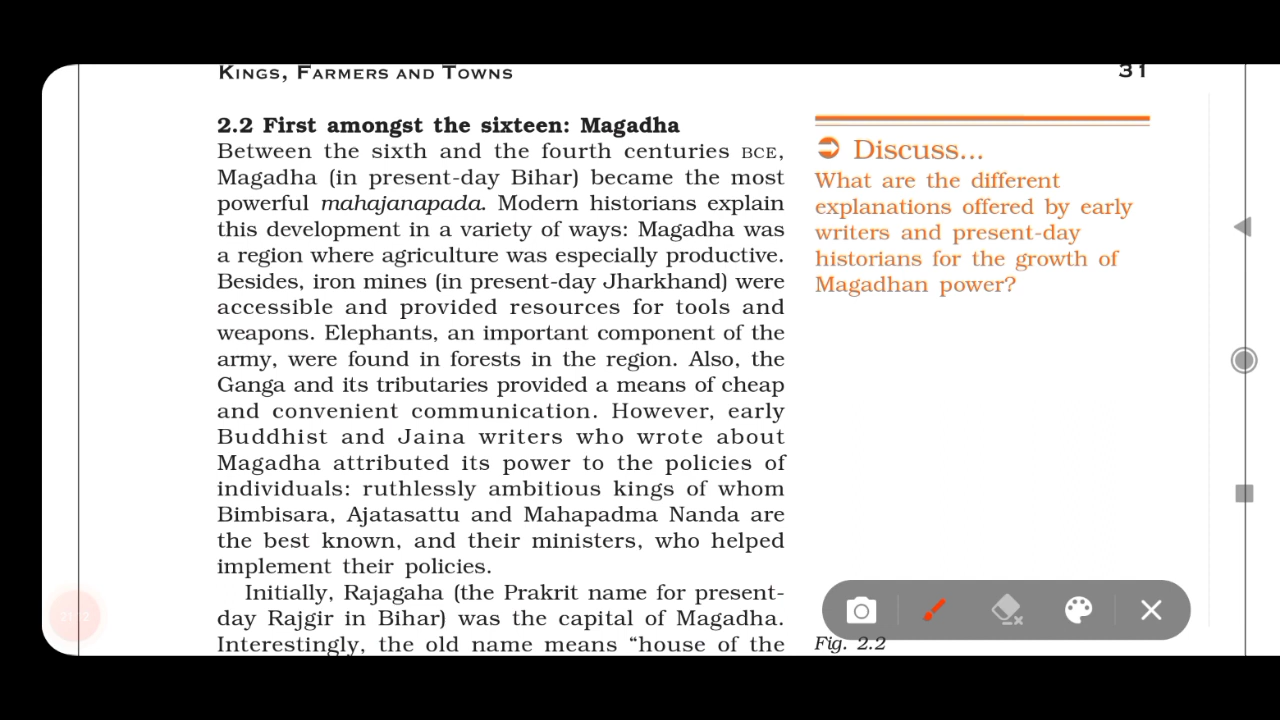 KINGS, FARMERS AND TOWNS
31
2.2 First amongst the sixteen: Magadha
Between the sixth and the fourth centuries BCE,
Magadha (in present-day Bihar) became the most
powerful mahajanapada. Modern historians explain
this development in a variety of ways: Magadha was
a region where agriculture was especially productive.
Besides, iron mines (in present-day Jharkhand) were
accessible and provided resources for tools and
weapons. Elephants, an important component of the
army, were found in forests in the region. Also, the
Ganga and its tributaries provided a means of cheap
and convenient communication. However, early
Buddhist and Jaina writers who wrote about
Magadha attributed its power to the policies of
individuals: ruthlessly ambitious kings of whom
Bimbisara, Ajatasattu and Mahapadma Nanda are
the best known, and their ministers, who helped
implement their policies.
Initially, Rajagaha (the Prakrit name for present-
day Rajgir in Bihar) was the capital of Magadha.
Interestingly, the old name means “house of the
Discuss...
What are the different
explanations offered by early
writers and present-day
historians for the growth of
Magadhan power?
Fig. 2.2